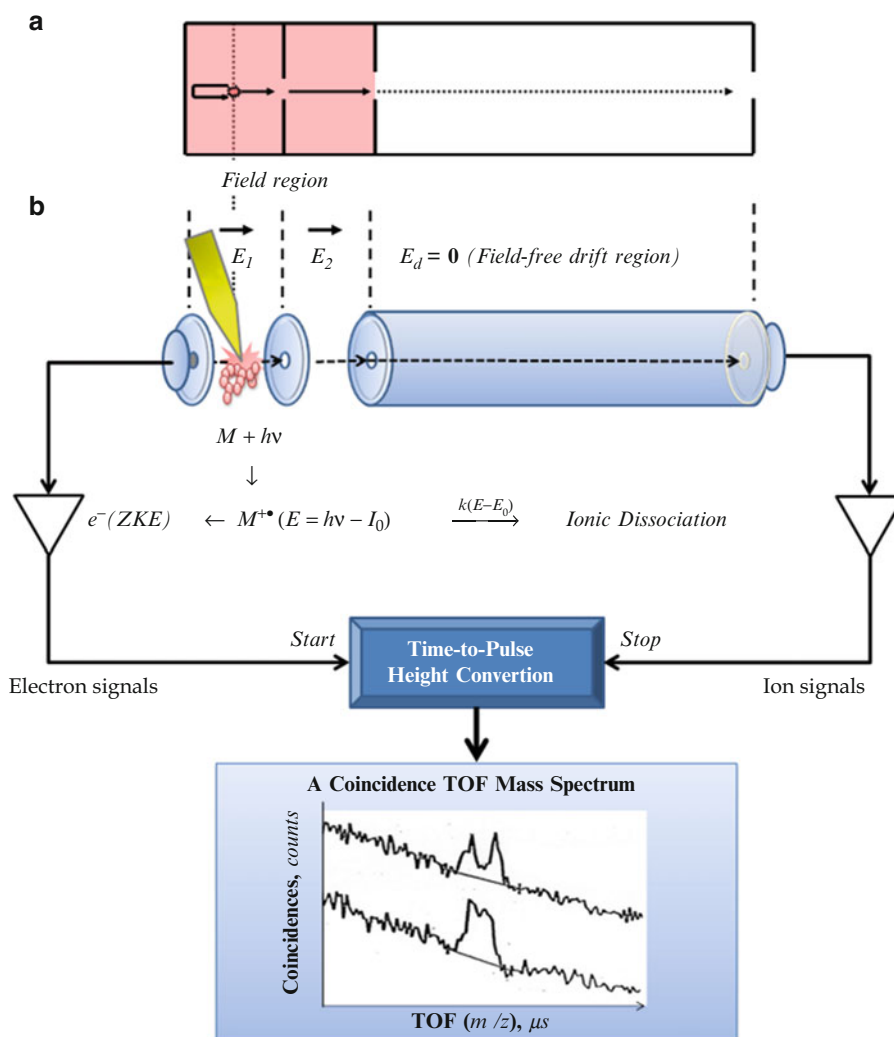 a
Field region
b
E₁ E₂ E_d = 0 (Field-free drift region)
M + hν
↓
e⁻(ZKE) ← M⁺• (E = hν – I₀) k(E–E₀) → Ionic Dissociation
Start Time-to-Pulse Stop
Height Convertion
Electron signals Ion signals
A Coincidence TOF Mass Spectrum
Coincidences, counts
TOF (m /z), μs